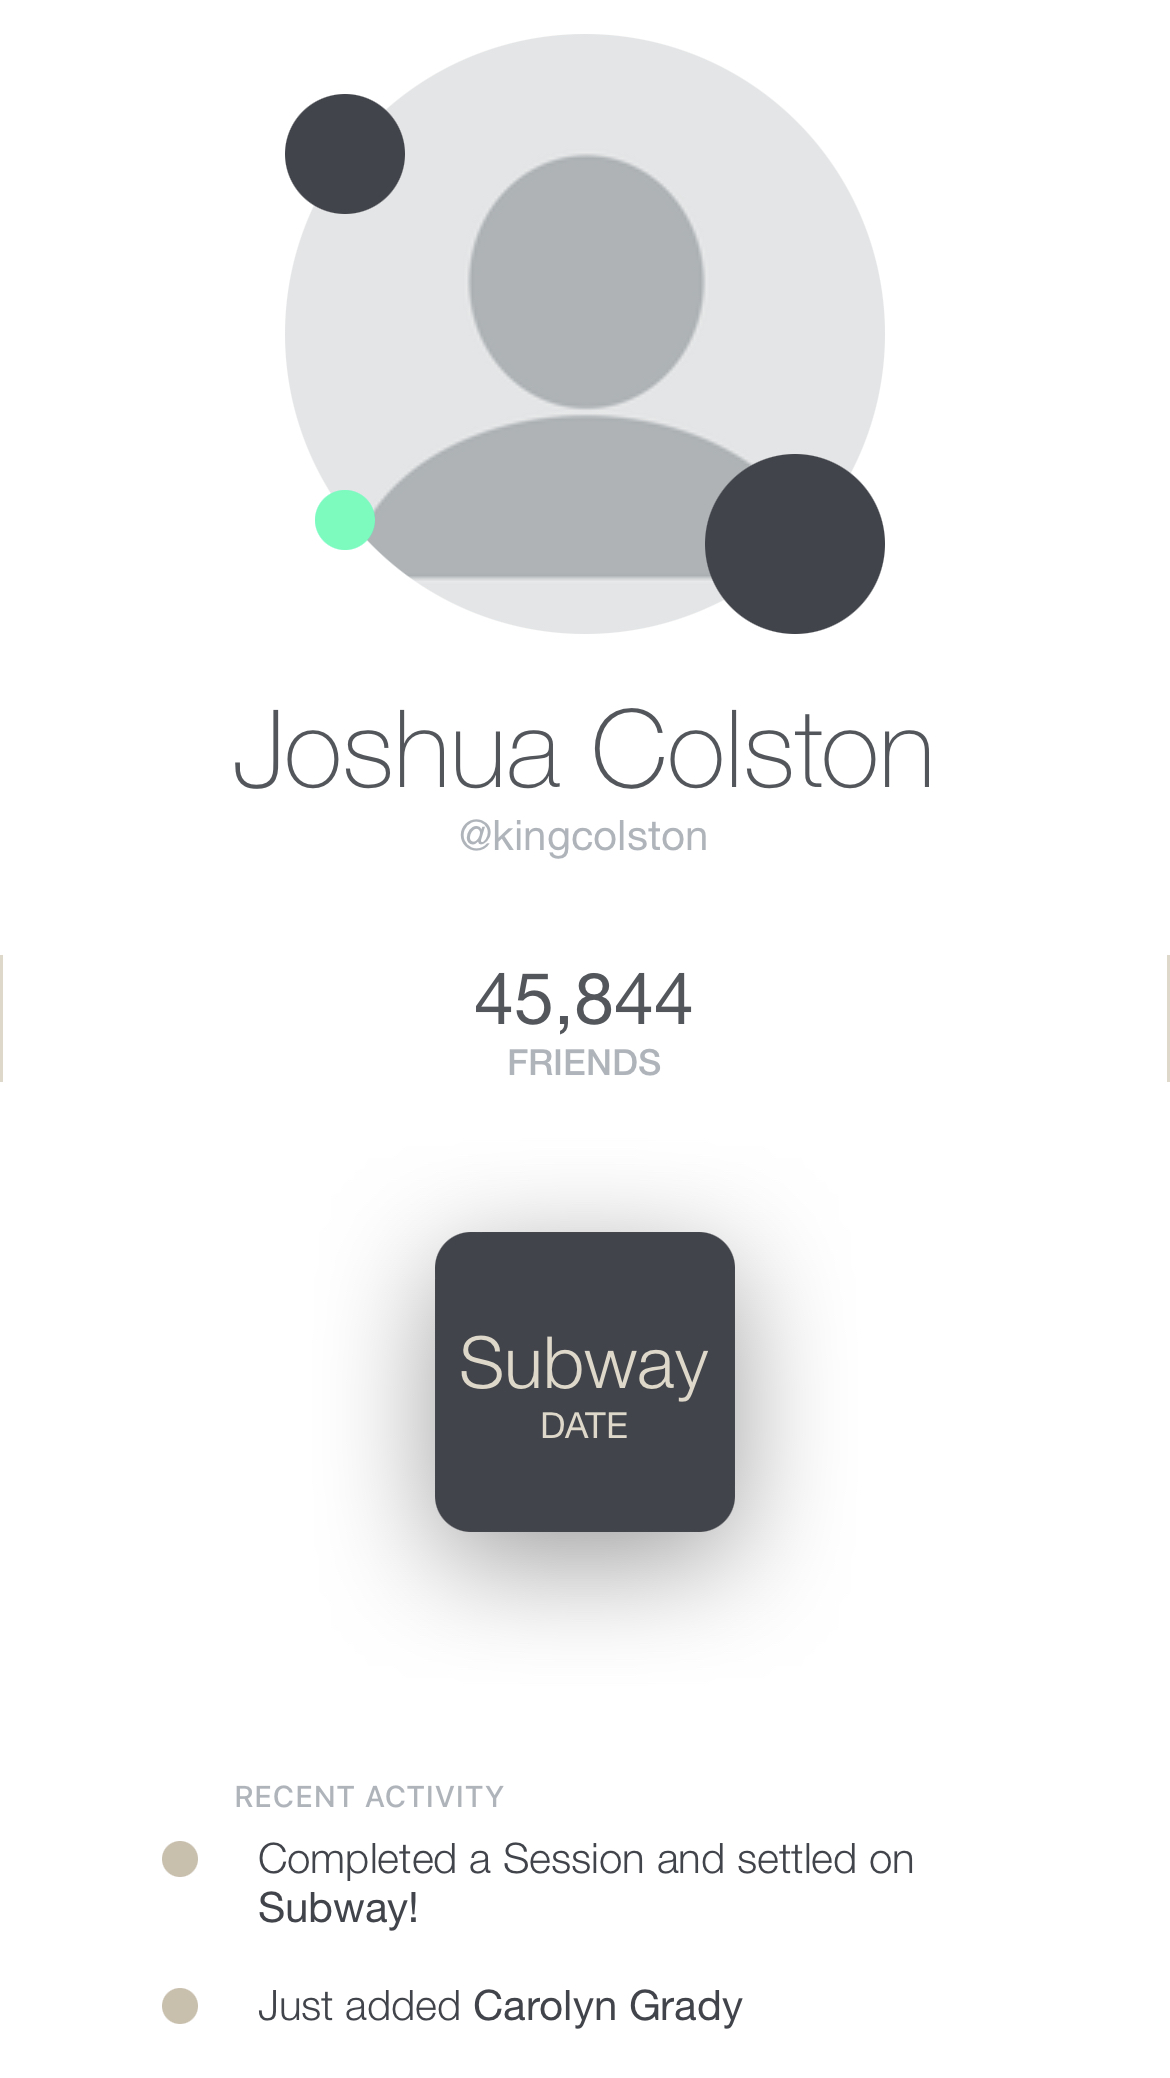 Joshua Colston
@kingcolston
45,844
FRIENDS
Subway
DATE
RECENT ACTIVITY
Completed a Session and settled on
Subway!
Just added Carolyn Grady